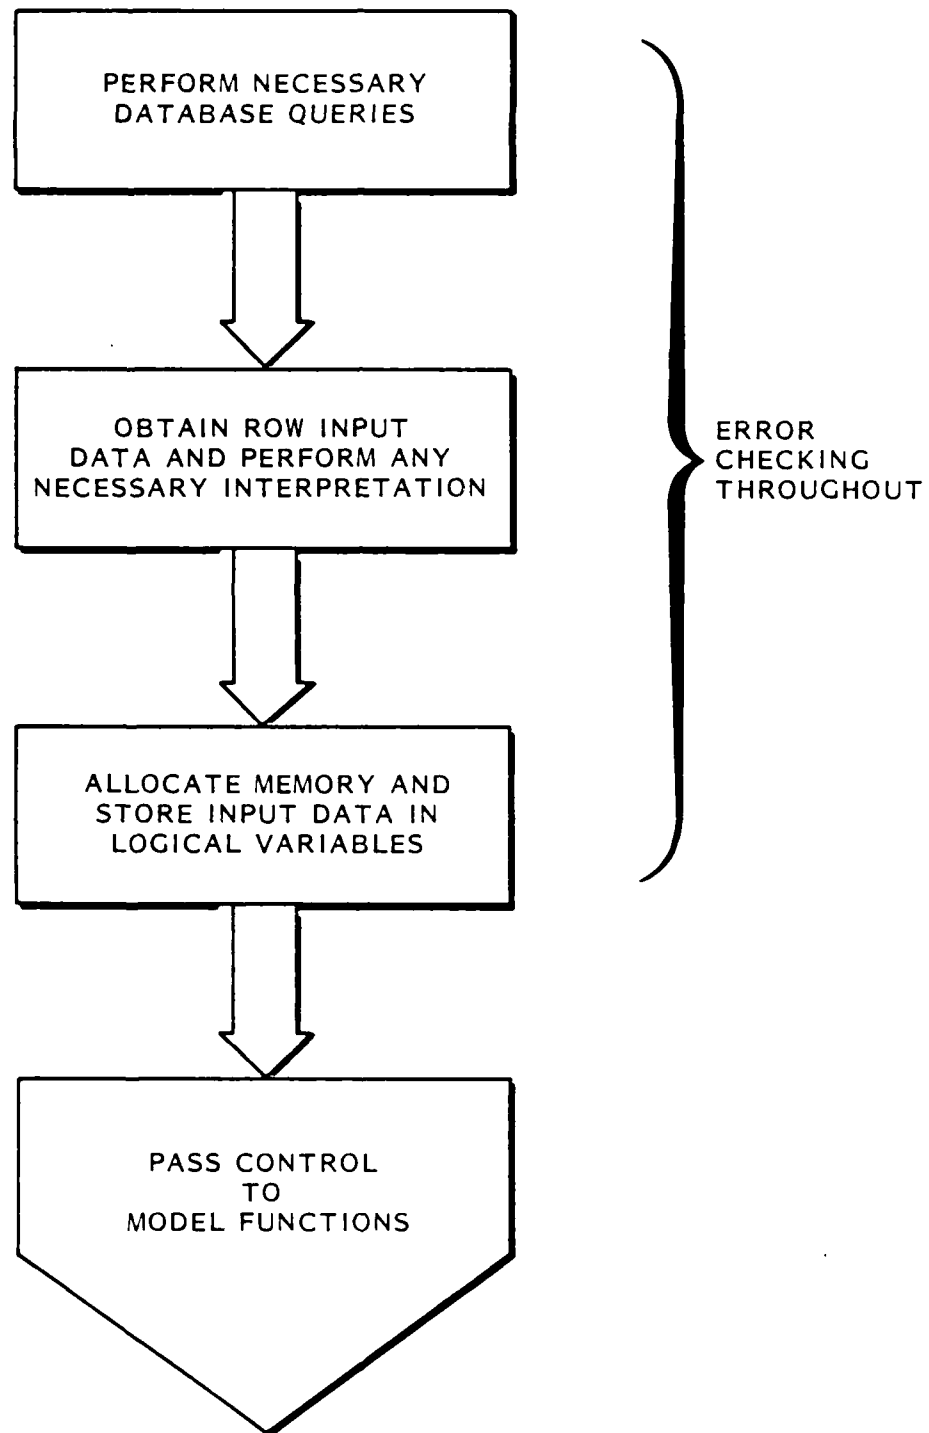 PERFORM NECESSARY
DATABASE QUERIES
OBTAIN ROW INPUT
DATA AND PERFORM ANY
NECESSARY INTERPRETATION
ERROR
CHECKING
THROUGHOUT
ALLOCATE MEMORY AND
STORE INPUT DATA IN
LOGICAL VARIABLES
PASS CONTROL
TO
MODEL FUNCTIONS